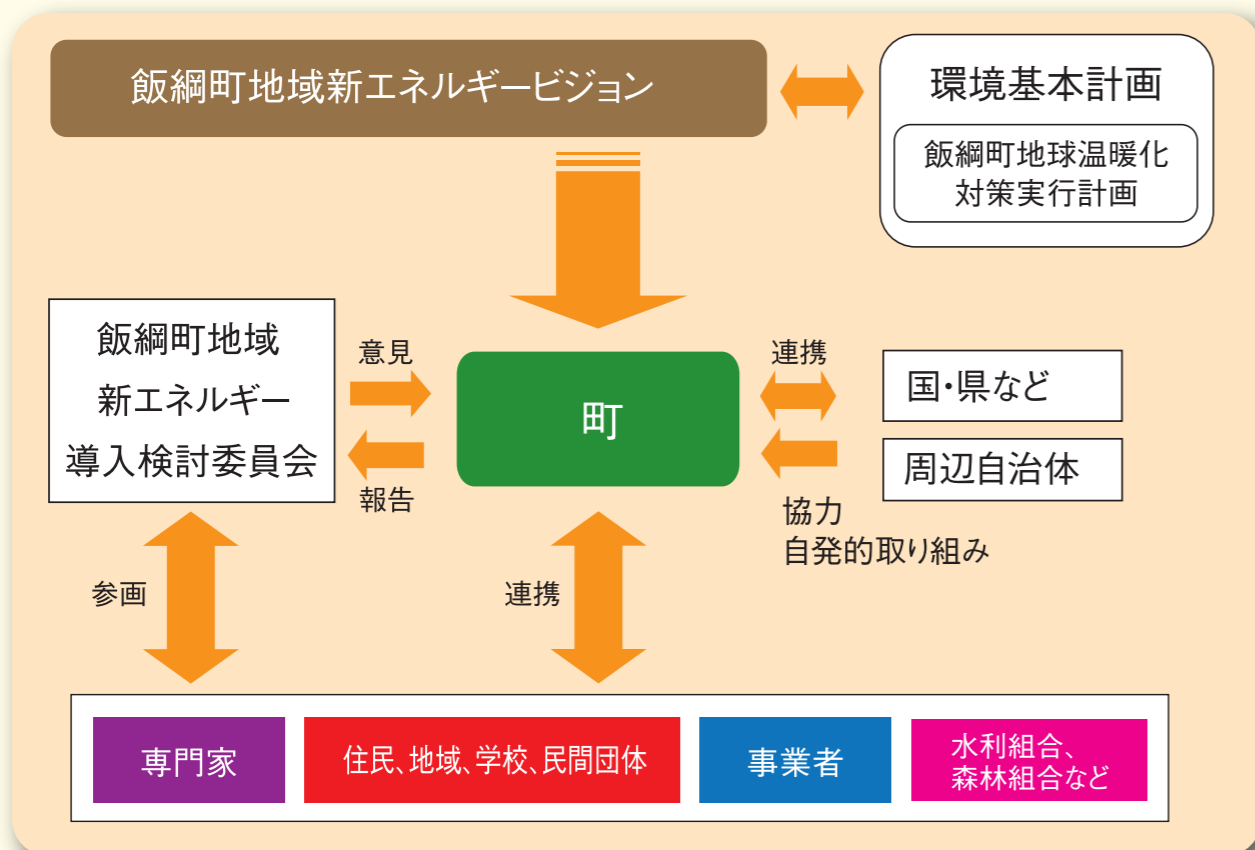 飯綱町地域新エネルギービジョン
環境基本計画
飯綱町地球温暖化
対策実行計画
飯綱町地域
新エネルギー
導入検討委員会
意見
報告
町
連携
国・県など
周辺自治体
協力
自発的取り組み
参画
連携
専門家
住民、地域、学校、民間団体
事業者
水利組合、
森林組合など